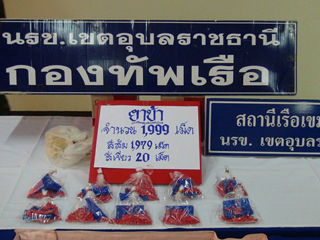 นรข.เขตอุบลราชธานี
กองทัพเรือ
ยาบ้า
จำนวน 1,999 เม็ด
สีส้ม 1,979 เม็ด
สีเขียว 20 เม็ด
สถานีเรือเขม
นรข. เขตอุบลร